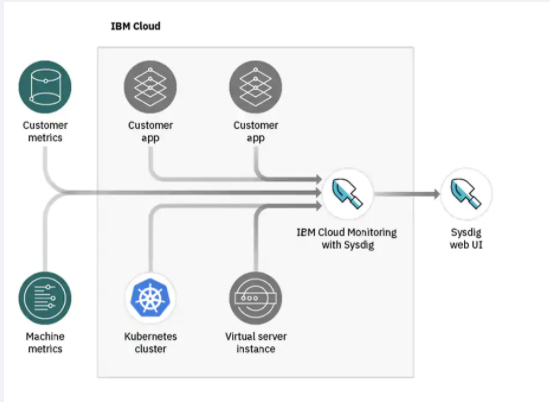 IBM Cloud
Customer
metrics
Customer
app
Customer
app
IBM Cloud Monitoring
with Sysdig
Sysdig
web UI
Machine
metrics
Kubernetes
cluster
Virtual server
instance